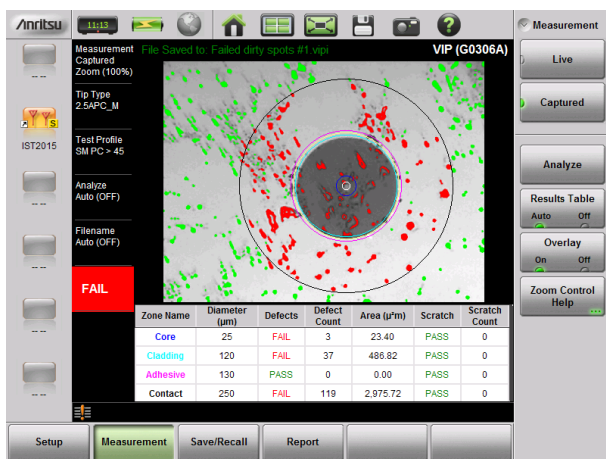 Anritsu
11:13
Measurement
Measurement
Captured
Zoom (100%)
File Saved to: Failed dirty spots #1.vipi
VIP (G0306A)
Tip Type
2.5APC_M
Test Profile
SM PC > 45
Analyze
Auto (OFF)
Filename
Auto (OFF)
FAIL
-- --
S
IST2015
-- --
-- --
-- --
-- --
Zone Name Diameter (µm) Defects Defect Count Area (µ²m) Scratch Scratch Count
Core 25 FAIL 3 23.40 PASS 0
Cladding 120 FAIL 37 486.82 PASS 0
Adhesive 130 PASS 0 0.00 PASS 0
Contact 250 FAIL 119 2,975.72 PASS 0
Live
Captured
Analyze
Results Table
Auto Off
Overlay
On Off
Zoom Control
Help
Setup Measurement Save/Recall Report